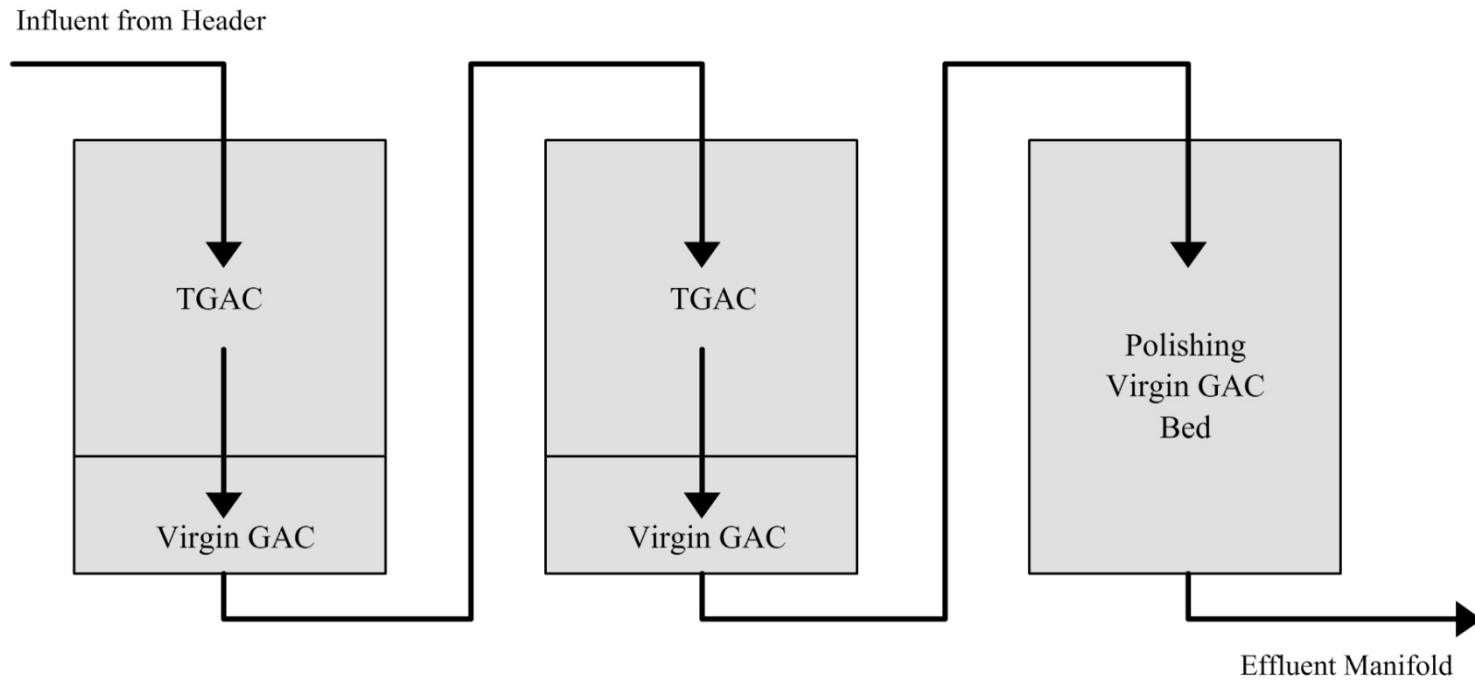 Influent from Header
TGAC
Virgin GAC
TGAC
Virgin GAC
Polishing
Virgin GAC
Bed
Effluent Manifold